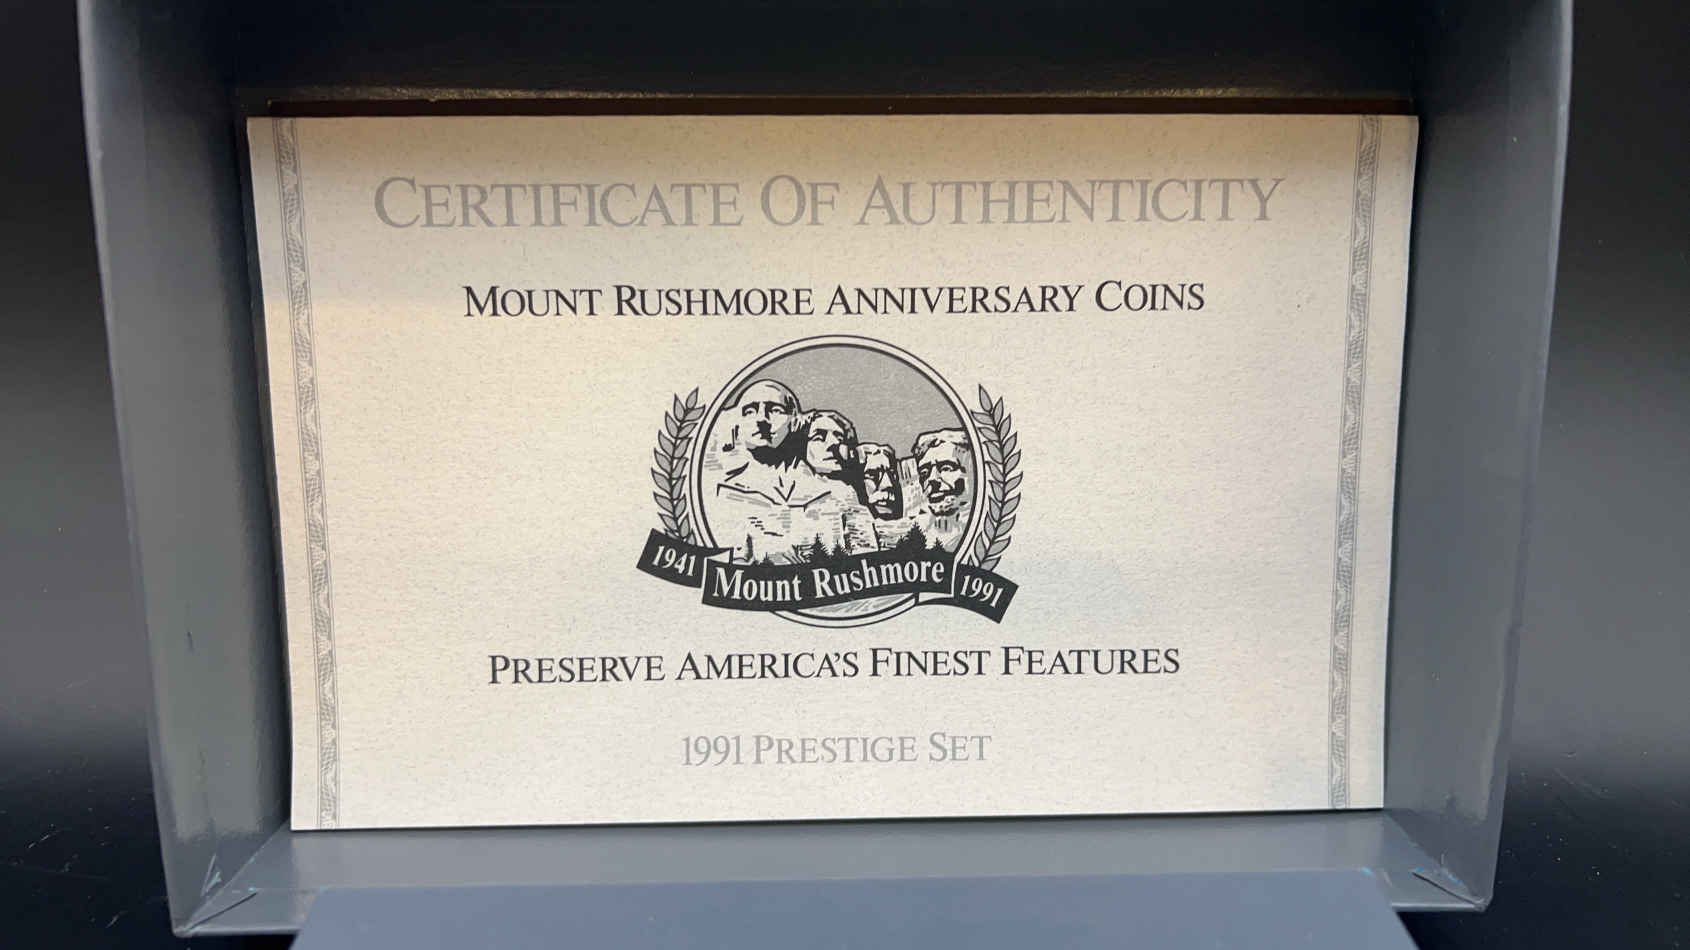 CERTIFICATE OF AUTHENTICITY
MOUNT RUSHMORE ANNIVERSARY COINS
1941 Mount Rushmore 1991
PRESERVE AMERICA'S FINEST FEATURES
1991 PRESTIGE SET